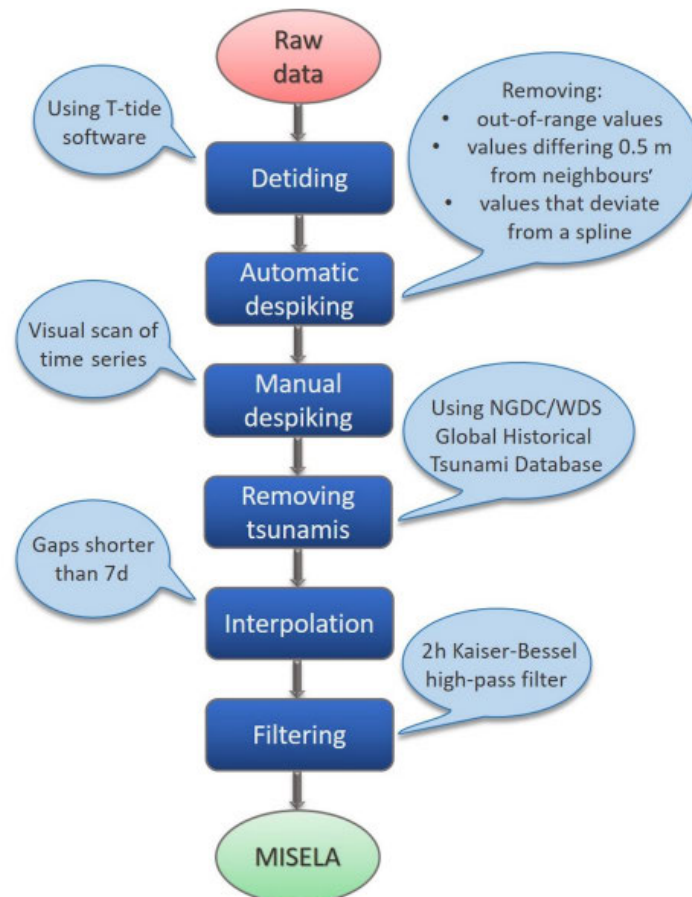 Raw
data
Using T-tide
software
Detiding
Removing:
• out-of-range values
• values differing 0.5 m
from neighbours'
• values that deviate
from a spline
Automatic
despiking
Visual scan of
time series
Manual
despiking
Using NGDC/WDS
Global Historical
Tsunami Database
Removing
tsunamis
Gaps shorter
than 7d
Interpolation
2h Kaiser-Bessel
high-pass filter
Filtering
MISELA